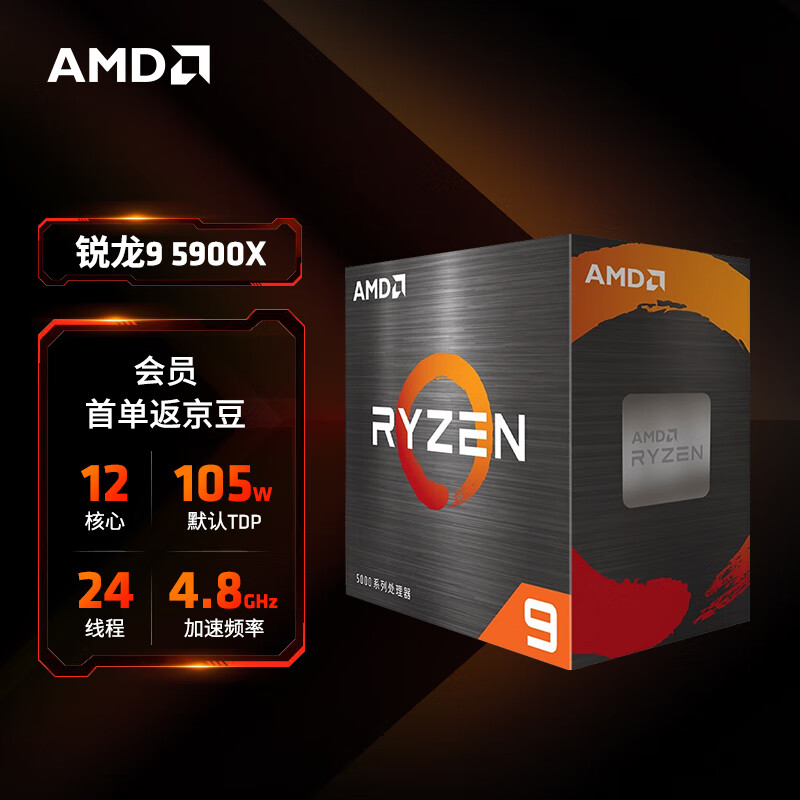 AMD
锐龙9 5900X
会员
首单返京豆
12
核心
105W
默认TDP
24
线程
4.8GHz
加速频率
AMD
RYZEN
5000系列处理器
9
AMD
AMD
RYZEN